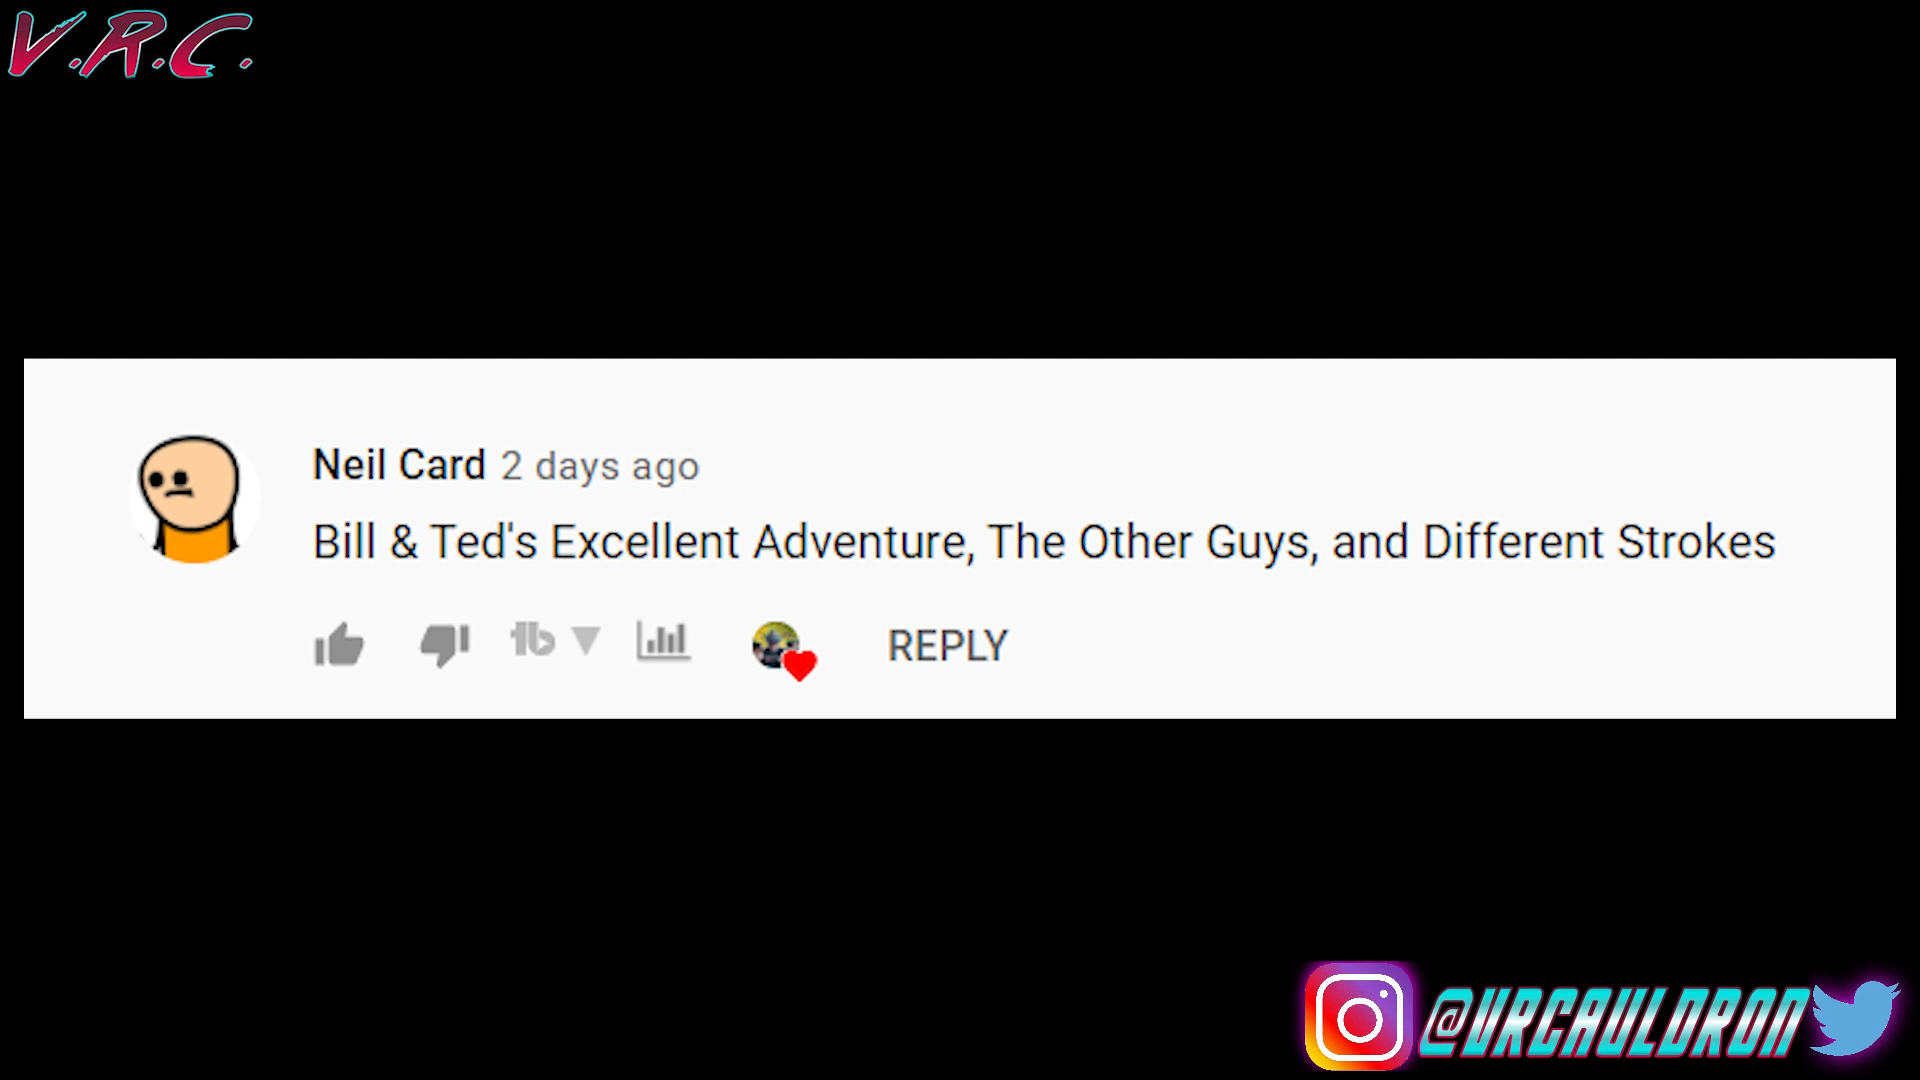 V.R.C.
Neil Card 2 days ago
Bill & Ted's Excellent Adventure, The Other Guys, and Different Strokes
REPLY
@VRCAULDRON